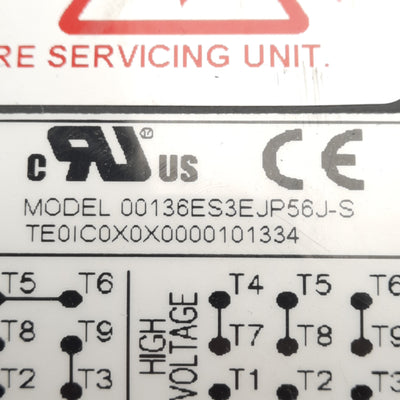 RE SERVICING UNIT.
c RU US CE
MODEL 00136ES3EJP56J-S
TE0IC0X0X0000101334
T5 T6
T8 T9
T2 T3
HIGH VOLTAGE
T4 T5 T6
T7 T8 T9
T1 T2 T3